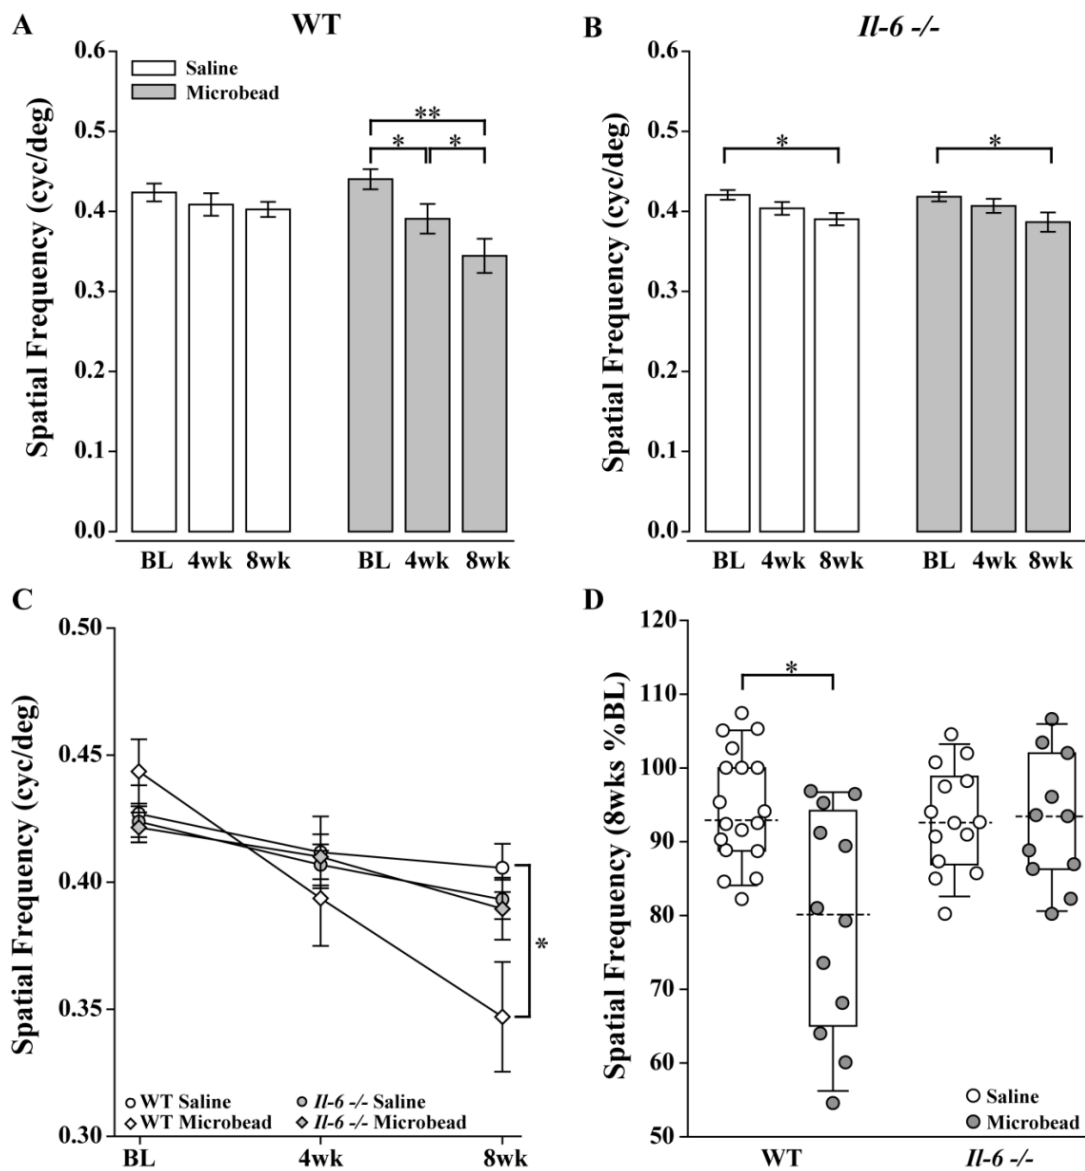 A
WT
Spatial Frequency (cyc/deg)
0.6
0.5
0.4
0.3
0.2
0.1
0.0
Saline
Microbead
**
* *
BL 4wk 8wk BL 4wk 8wk
B
Il-6 -/-
Spatial Frequency (cyc/deg)
0.6
0.5
0.4
0.3
0.2
0.1
0.0
* *
BL 4wk 8wk BL 4wk 8wk
C
Spatial Frequency (cyc/deg)
0.50
0.45
0.40
0.35
0.30
*
WT Saline Il-6 -/- Saline
WT Microbead Il-6 -/- Microbead
BL 4wk 8wk
D
Spatial Frequency (8wks %BL)
120
110
100
90
80
70
60
50
*
Saline
Microbead
WT Il-6 -/-